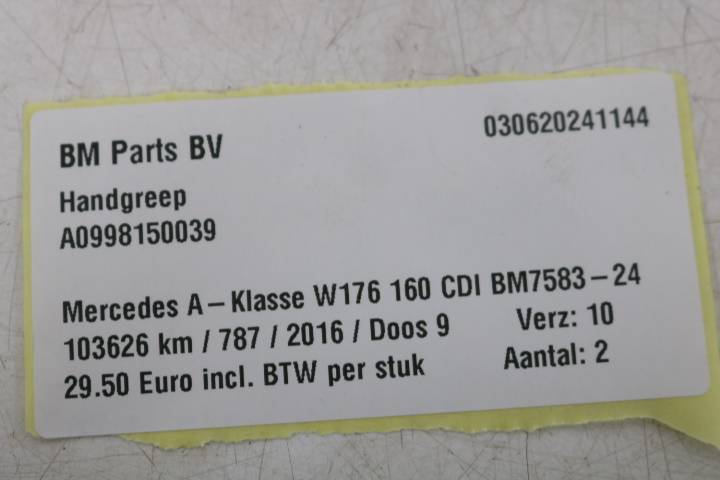 BM Parts BV 030620241144
Handgreep
A0998150039
Mercedes A-Klasse W176 160 CDI BM7583-24
103626 km / 787 / 2016 / Doos 9 Verz: 10
29.50 Euro incl. BTW per stuk Aantal: 2